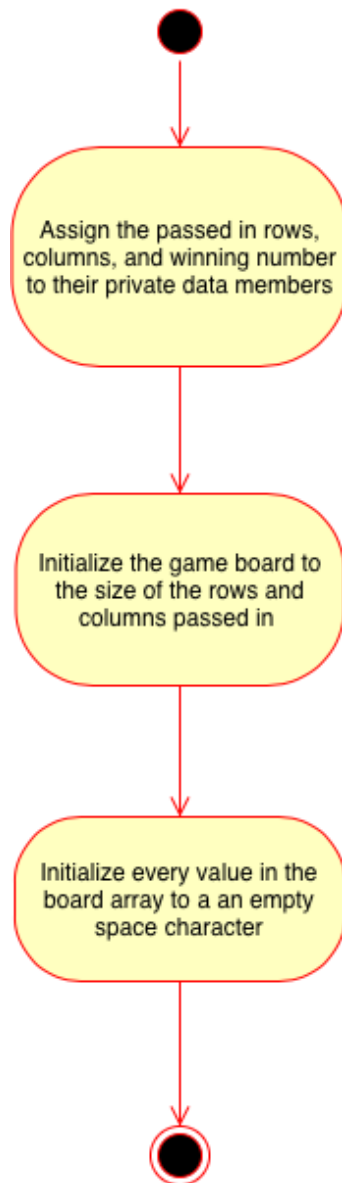 Assign the passed in rows,
columns, and winning number
to their private data members
Initialize the game board to
the size of the rows and
columns passed in
Initialize every value in the
board array to a an empty
space character